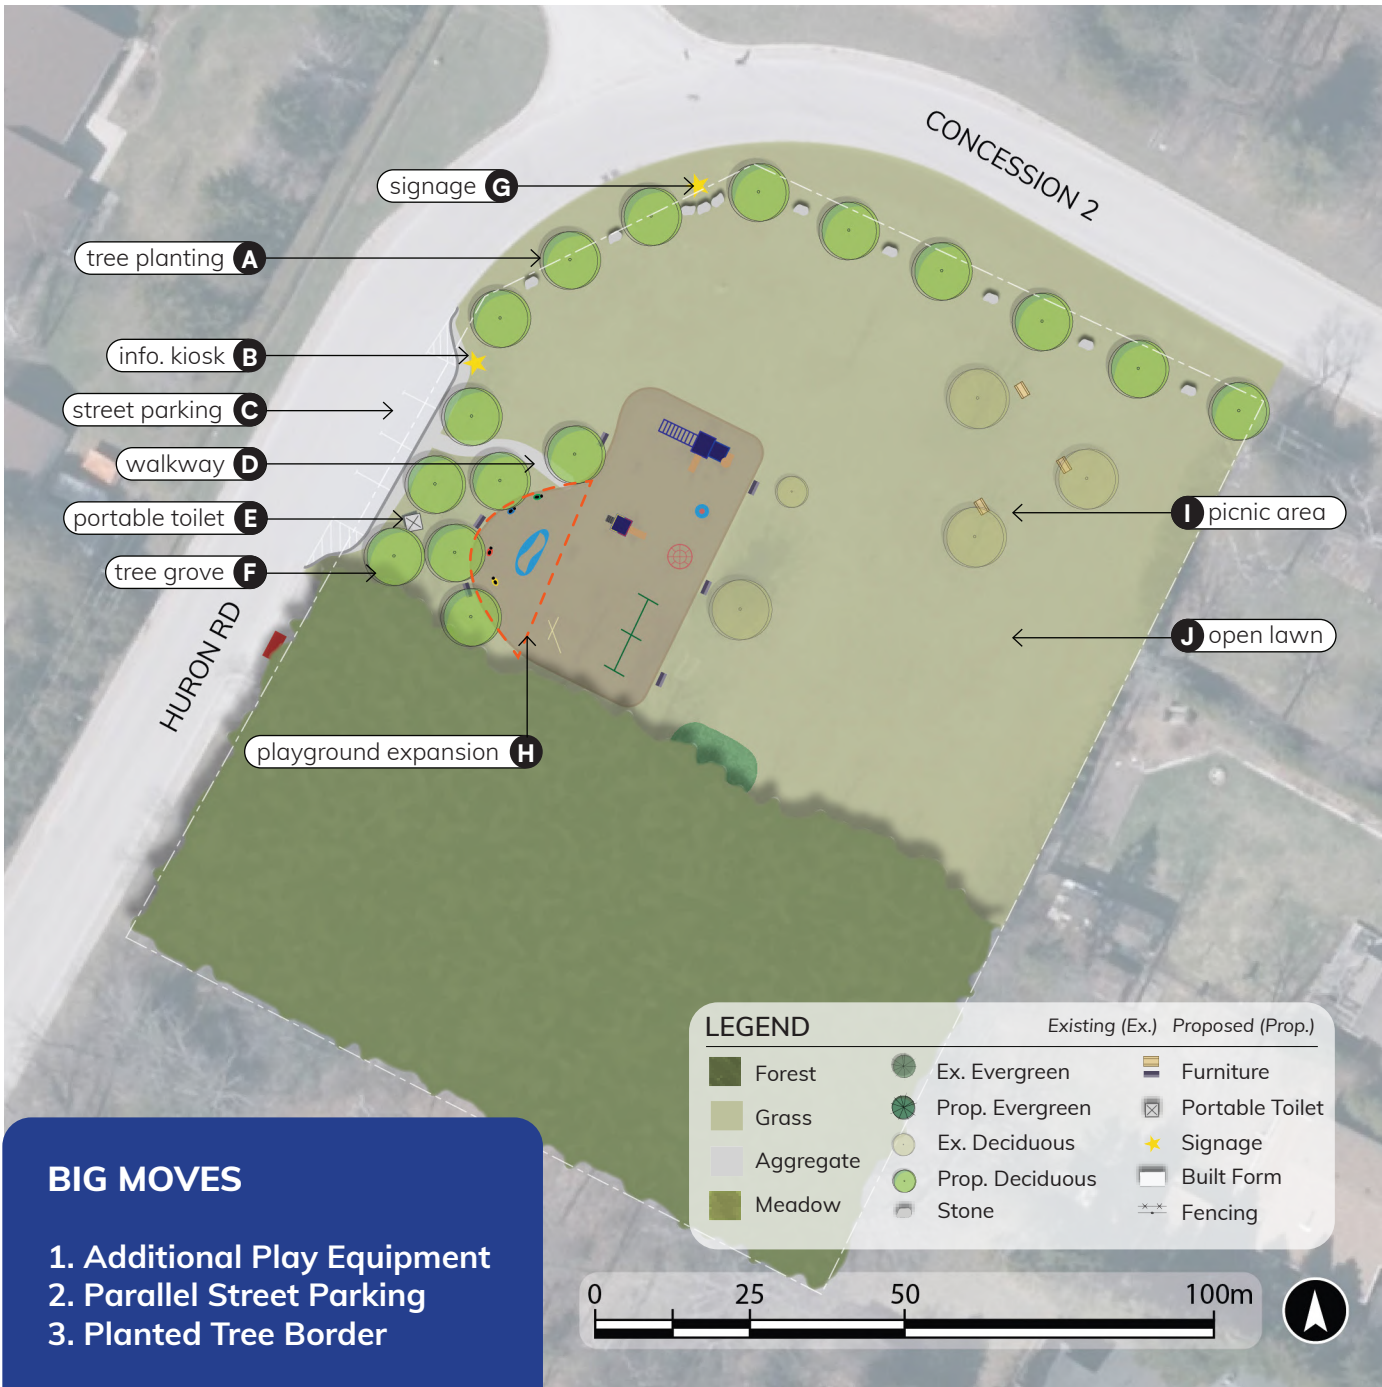 CONCESSION 2
signage G
tree planting A
info. kiosk B
street parking C
walkway D
portable toilet E
tree grove F
I picnic area
J open lawn
HURON RD
playground expansion H
LEGEND
Existing (Ex.) Proposed (Prop.)
Forest
Grass
Aggregate
Meadow
Ex. Evergreen
Prop. Evergreen
Ex. Deciduous
Prop. Deciduous
Stone
Furniture
Portable Toilet
Signage
Built Form
Fencing
BIG MOVES
1. Additional Play Equipment
2. Parallel Street Parking
3. Planted Tree Border
0 25 50 100m